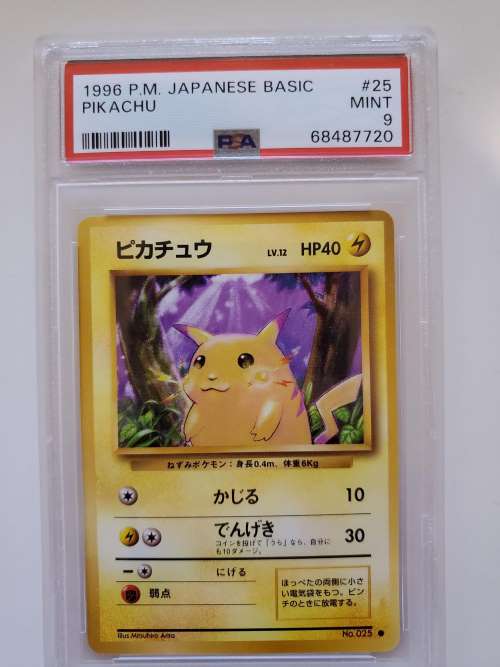 1996 P.M. JAPANESE BASIC #25
PIKACHU MINT
9
PSA 68487720
ピカチュウ LV.12 HP40
ねずみポケモン：身長0.4m、体重6Kg
かじる 10
でんげき 30
コインを投げて「うら」なら、自分に
も10ダメージ。
にげる
弱点
ほっぺたの両側に小さ
い電気袋をもつ。ピン
チのときに放電する。
Illus. Mitsuhiro Arita No.025